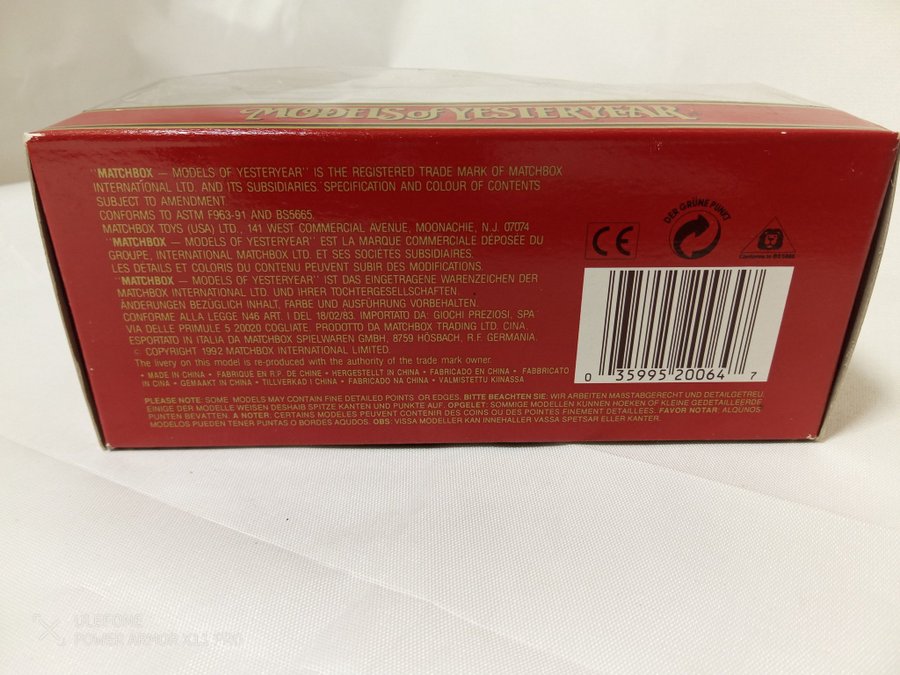 MODELS of YESTERYEAR
"MATCHBOX — MODELS OF YESTERYEAR" IS THE REGISTERED TRADE MARK OF MATCHBOX
INTERNATIONAL LTD. AND ITS SUBSIDIARIES. SPECIFICATION AND COLOUR OF CONTENTS
SUBJECT TO AMENDMENT.
CONFORMS TO ASTM F963-91 AND BS5665.
MATCHBOX TOYS (USA) LTD., 141 WEST COMMERCIAL AVENUE, MOONACHIE, N.J. 07074
"MATCHBOX — MODELS OF YESTERYEAR" EST LA MARQUE COMMERCIALE DÉPOSÉE DU
GROUPE, INTERNATIONAL MATCHBOX LTD. ET SES SOCIETES SUBSIDIAIRES.
LES DETAILS ET COLORIS DU CONTENU PEUVENT SUBIR DES MODIFICATIONS.
"MATCHBOX — MODELS OF YESTERYEAR" IST DAS EINGETRAGENE WARENZEICHEN DER
MATCHBOX INTERNATIONAL LTD. UND IHRER TOCHTERGESELLSCHAFTEN.
ÄNDERUNGEN BEZÜGLICH INHALT, FARBE UND AUSFÜHRUNG VORBEHALTEN.
CONFORME ALLA LEGGE N46 ART. I DEL 18/02/83. IMPORTATO DA: GIOCHI PREZIOSI, SPA
VIA DELLE PRIMULE 5 20020 COGLIATE, PRODOTTO DA MATCHBOX TRADING LTD. CINA.
ESPORTATO IN ITALIA DA MATCHBOX SPIELWAREN GMBH, 8759 HÖSBACH, R.F. GERMANIA.
© COPYRIGHT 1992 MATCHBOX INTERNATIONAL LIMITED.
The livery on this model is re-produced with the authority of the trade mark owner.
• MADE IN CHINA • FABRIQUÉ EN R.P. DE CHINE • HERGESTELLT IN CHINA • FABRICADO EN CHINA • FABBRICATO
IN CINA • GEMAAKT IN CHINA • TILLVERKAD I CHINA • FABRICADO NA CHINA • VALMISTETTU KIINASSA
PLEASE NOTE: SOME MODELS MAY CONTAIN FINE DETAILED POINTS OR EDGES. BITTE BEACHTEN SIE: WIR ARBEITEN MASSTABGERECHT UND DETAILGETREU.
EINIGE DER MODELLE WEISEN DESHALB SPITZE KANTEN UND PUNKTE AUF. OPGELET: SOMMIGE MODELLEN KUNNEN HOEKEN OF KLEINE GEDETAILLEERDE
PUNTEN BEVATTEN. A NOTER: CERTAINS MODELES PEUVENT CONTENIR DES COINS OU DES POINTES FINEMENT DETAILLEES. FAVOR NOTAR: ALQUNOS
MODELOS PUEDEN TENER PUNTAS O BORDES AQUDOS. OBS: VISSA MODELLER KAN INNEHALLER VASSA SPETSAR ELLER KANTER.
CE
DER GRÜNE PUNKT
Conforms to BS5665
0 35995 20064 7
ULEFONE
POWER ARMOR X11 PRO